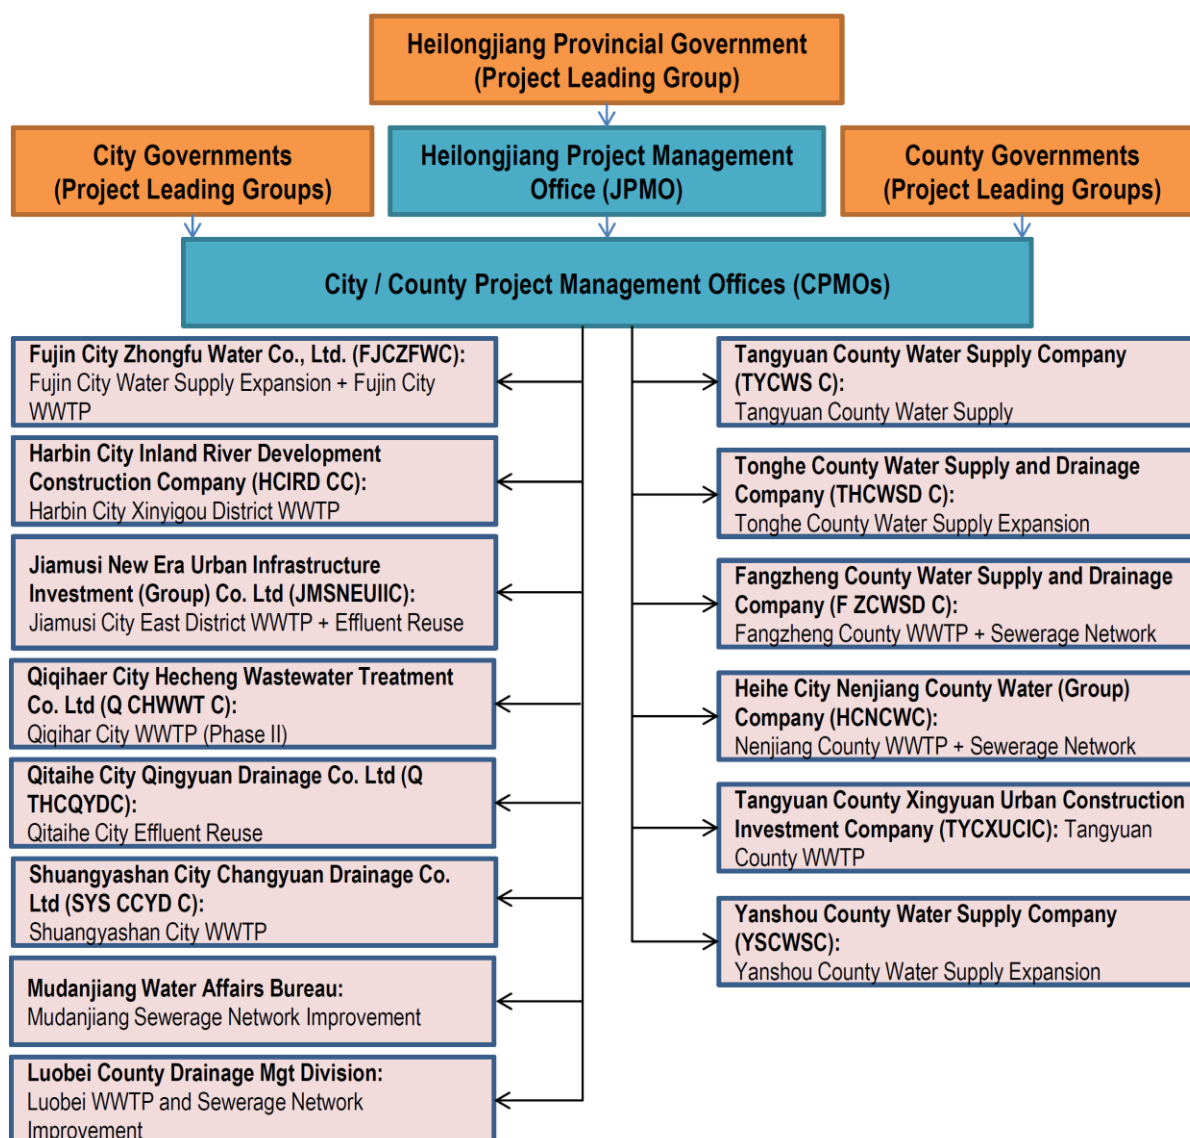 Heilongjiang Provincial Government
(Project Leading Group)
City Governments
(Project Leading Groups)
Heilongjiang Project Management
Office (JPMO)
County Governments
(Project Leading Groups)
City / County Project Management Offices (CPMOs)
Fujin City Zhongfu Water Co., Ltd. (FJCZFWC):
Fujin City Water Supply Expansion + Fujin City
WWTP
Harbin City Inland River Development
Construction Company (HCIRD CC):
Harbin City Xinyigou District WWTP
Jiamusi New Era Urban Infrastructure
Investment (Group) Co. Ltd (JMSNEUIIC):
Jiamusi City East District WWTP + Effluent Reuse
Qiqihaer City Hecheng Wastewater Treatment
Co. Ltd (Q CHWWT C):
Qiqihar City WWTP (Phase II)
Qitaihe City Qingyuan Drainage Co. Ltd (Q
THCQYDC):
Qitaihe City Effluent Reuse
Shuangyashan City Changyuan Drainage Co.
Ltd (SYS CCYD C):
Shuangyashan City WWTP
Mudanjiang Water Affairs Bureau:
Mudanjiang Sewerage Network Improvement
Luobei County Drainage Mgt Division:
Luobei WWTP and Sewerage Network
Improvement
Tangyuan County Water Supply Company
(TYCWS C):
Tangyuan County Water Supply
Tonghe County Water Supply and Drainage
Company (THCWSD C):
Tonghe County Water Supply Expansion
Fangzheng County Water Supply and Drainage
Company (F ZCWSD C):
Fangzheng County WWTP + Sewerage Network
Heihe City Nenjiang County Water (Group)
Company (HCNCWC):
Nenjiang County WWTP + Sewerage Network
Tangyuan County Xingyuan Urban Construction
Investment Company (TYCXUCIC): Tangyuan
County WWTP
Yanshou County Water Supply Company
(YSCWSC):
Yanshou County Water Supply Expansion